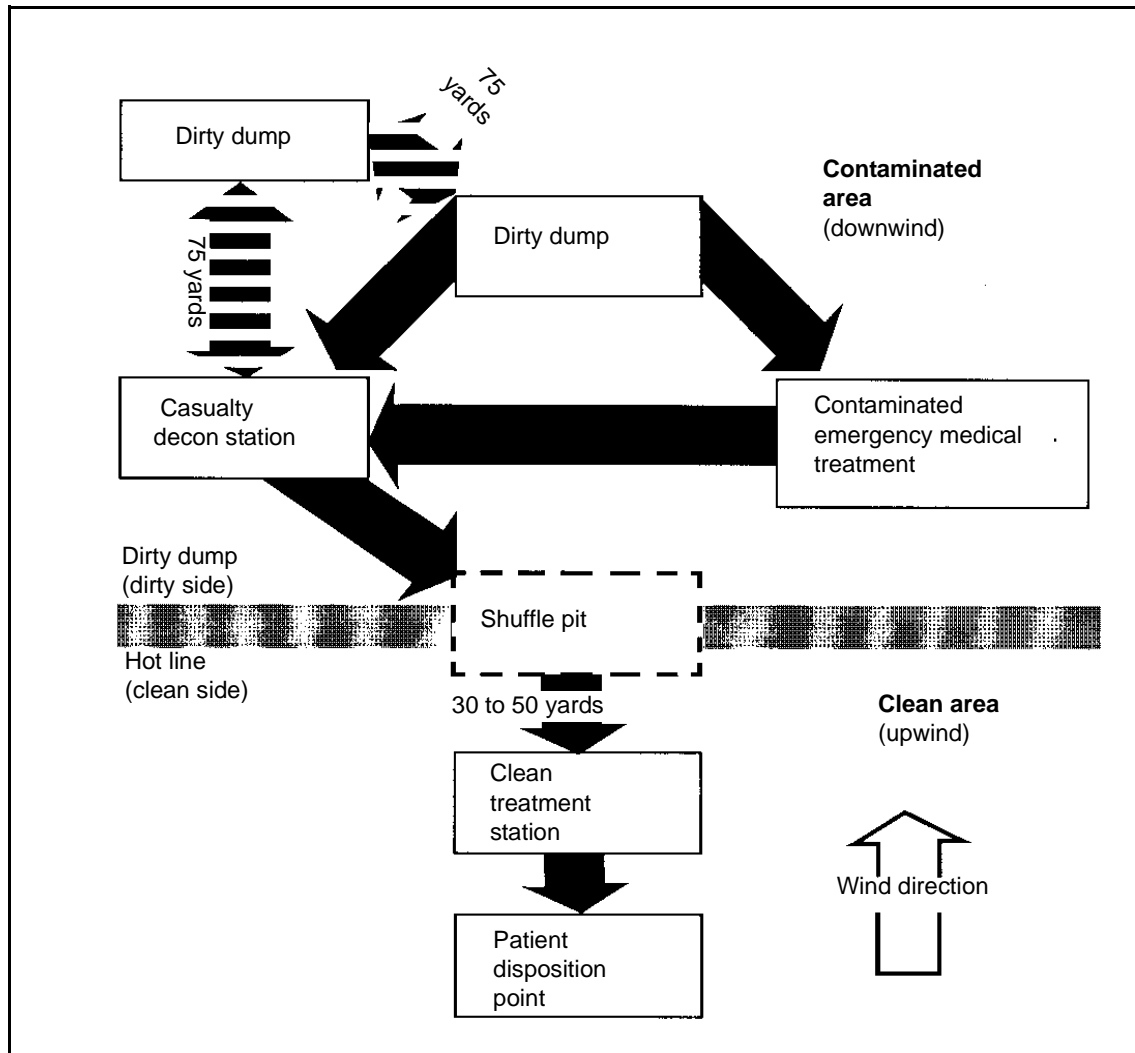 75
yards
Dirty dump
Contaminated
area
(downwind)
Dirty dump
75 yards
Casualty
decon station
Contaminated
emergency medical
treatment
Dirty dump
(dirty side)
Shuffle pit
Hot line
(clean side)
30 to 50 yards
Clean area
(upwind)
Clean
treatment
station
Wind direction
Patient
disposition
point